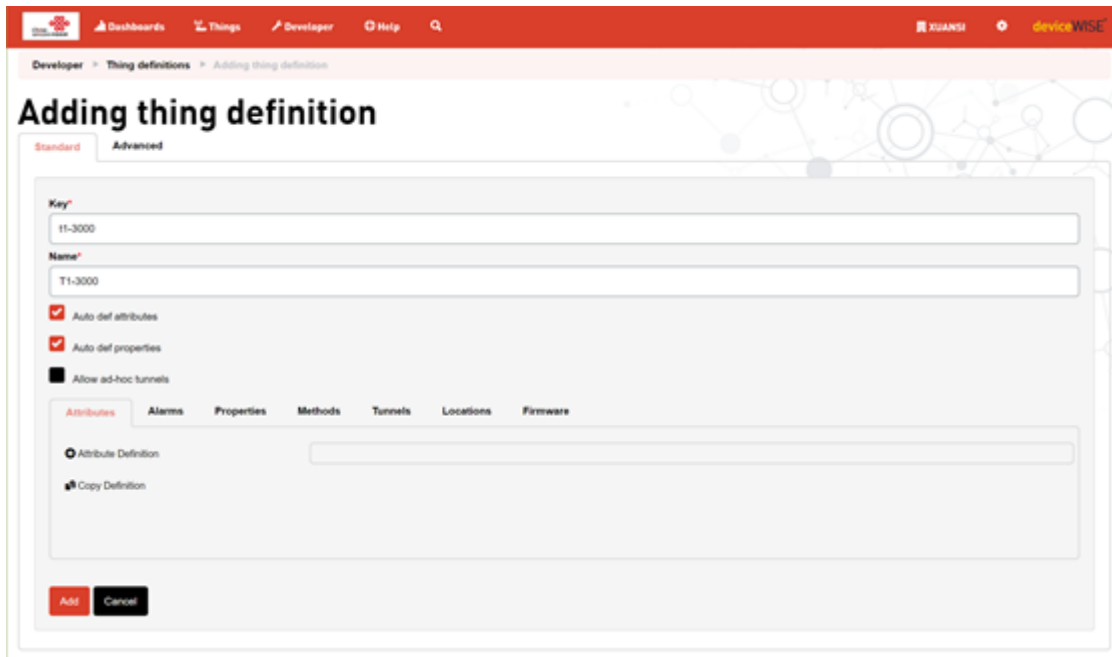 Dashboards Things Developer Help XUANSI deviceWISE
Developer Thing definitions Adding thing definition
Adding thing definition
Standard Advanced
Key*
t1-3000
Name*
T1-3000
Auto def attributes
Auto def properties
Allow ad-hoc tunnels
Attributes Alarms Properties Methods Tunnels Locations Firmware
Attribute Definition
Copy Definition
Add Cancel